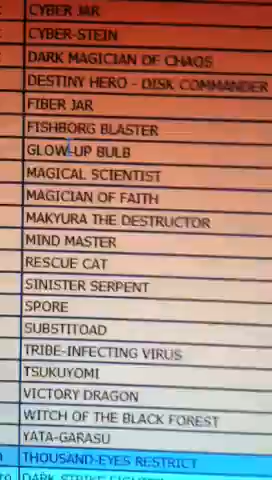 CYBER JAR
CYBER-STEIN
DARK MAGICIAN OF CHAOS
DESTINY HERO - DISK COMMANDER
FIBER JAR
FISHBORG BLASTER
GLOW-UP BULB
MAGICAL SCIENTIST
MAGICIAN OF FAITH
MAKYURA THE DESTRUCTOR
MIND MASTER
RESCUE CAT
SINISTER SERPENT
SPORE
SUBSTITOAD
TRIBE-INFECTING VIRUS
TSUKUYOMI
VICTORY DRAGON
WITCH OF THE BLACK FOREST
YATA-GARASU
THOUSAND-EYES RESTRICT
DARK STRIKE